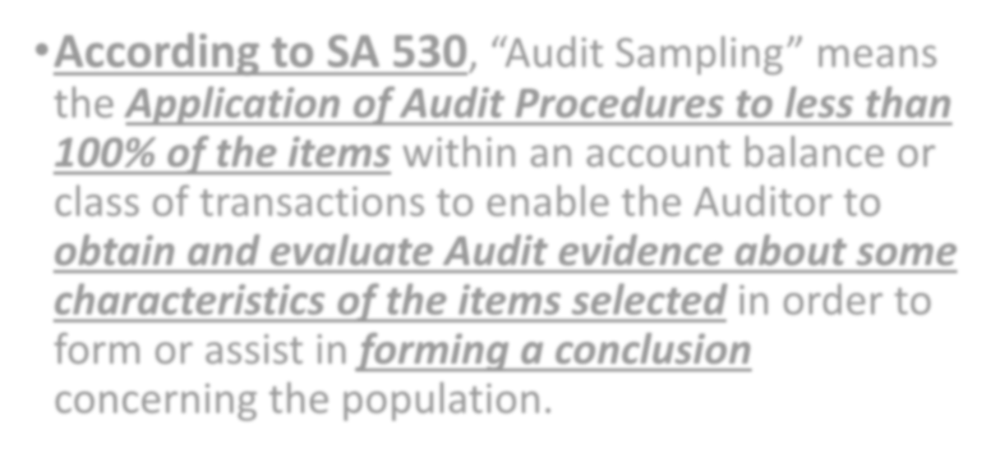 •According to SA 530, “Audit Sampling” means
the Application of Audit Procedures to less than
100% of the items within an account balance or
class of transactions to enable the Auditor to
obtain and evaluate Audit evidence about some
characteristics of the items selected in order to
form or assist in forming a conclusion
concerning the population.